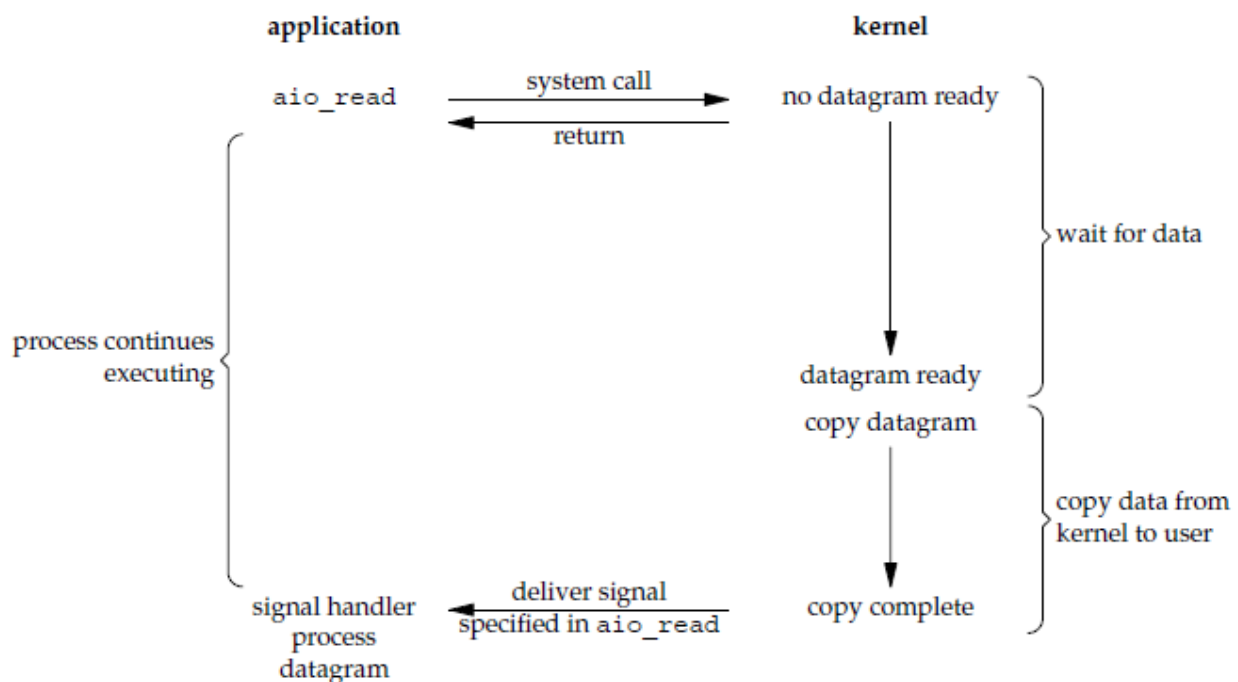 application
kernel
aio_read
system call
no datagram ready
return
wait for data
process continues
executing
datagram ready
copy datagram
copy data from
kernel to user
signal handler
process
datagram
deliver signal
specified in aio_read
copy complete